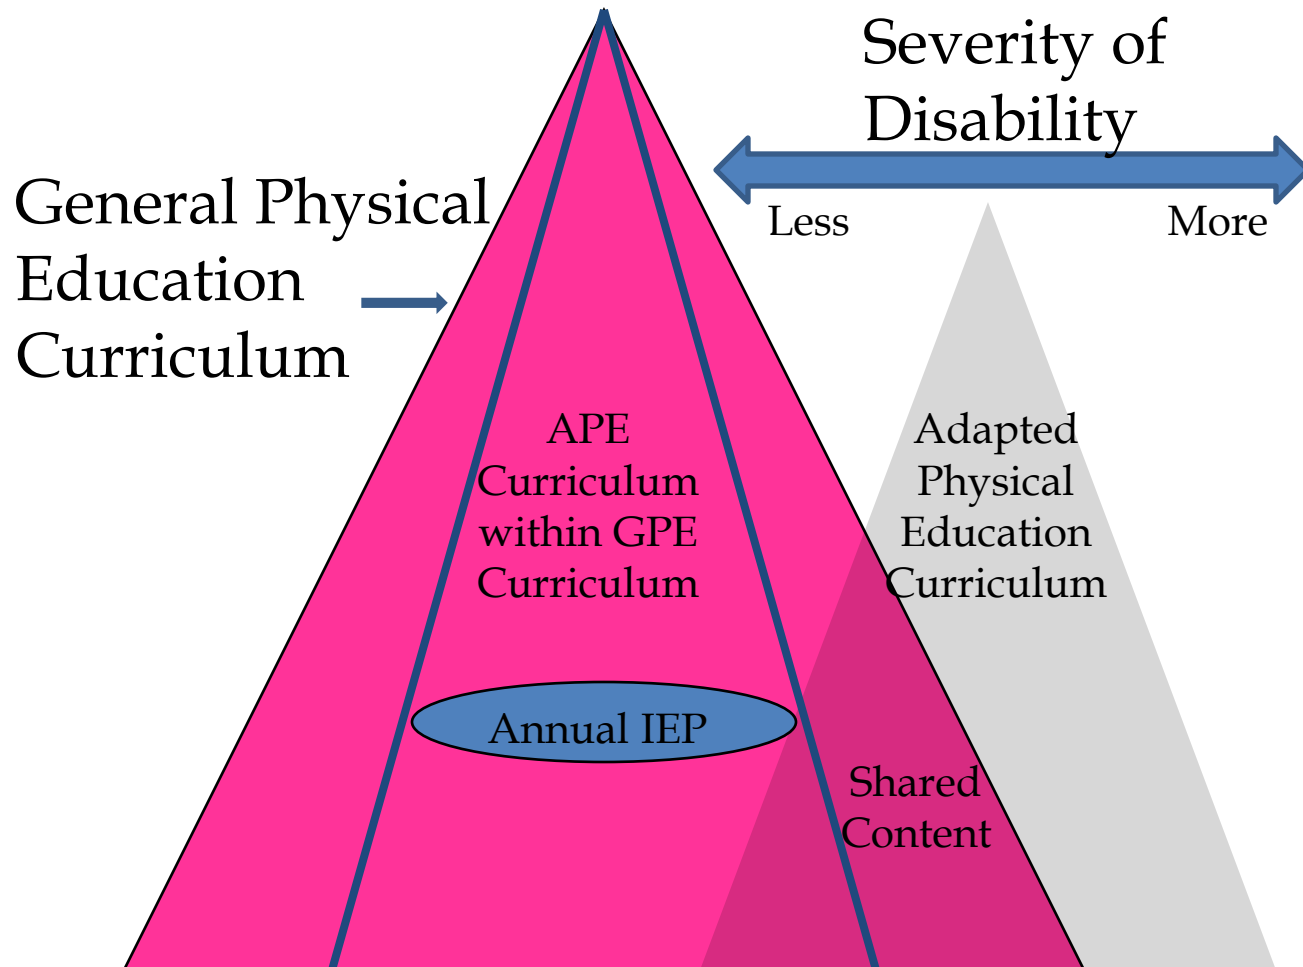 Severity of
Disability
Less
More
General Physical
Education
Curriculum
APE
Curriculum
within GPE
Curriculum
Adapted
Physical
Education
Curriculum
Annual IEP
Shared
Content